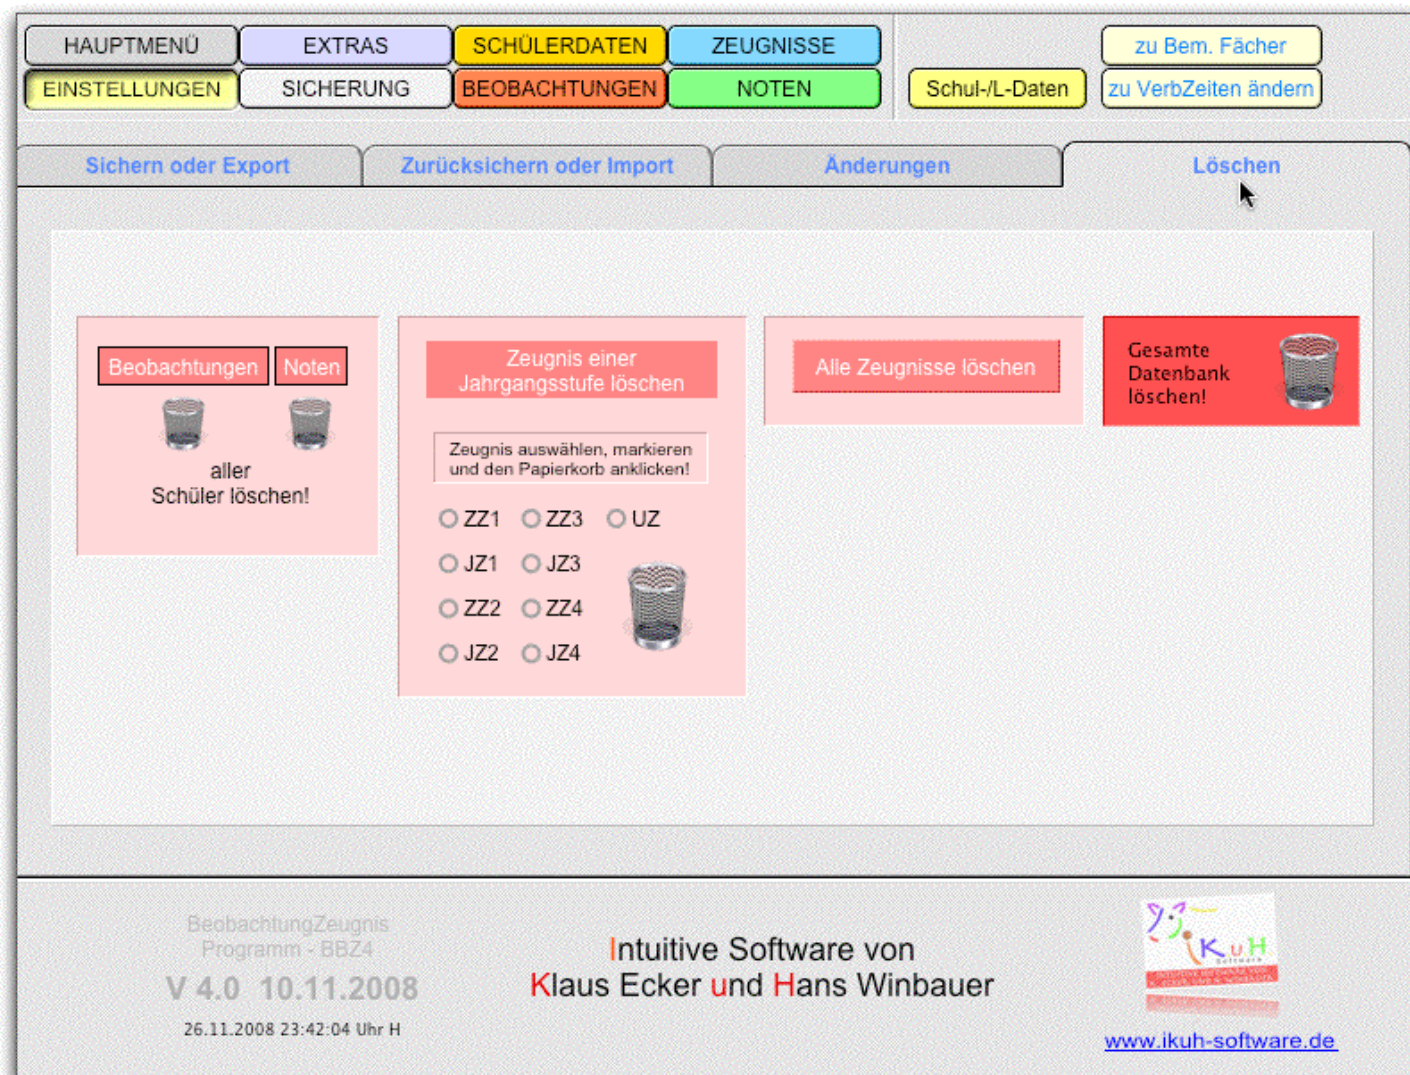 HAUPTMENÜ
EXTRAS
SCHÜLERDATEN
ZEUGNISSE
zu Bem. Fächer
EINSTELLUNGEN
SICHERUNG
BEOBACHTUNGEN
NOTEN
Schul-/L-Daten
zu VerbZeiten ändern
Sichern oder Export
Zurücksichern oder Import
Änderungen
Löschen
Beobachtungen
Noten
aller
Schüler löschen!
Zeugnis einer
Jahrgangsstufe löschen
Zeugnis auswählen, markieren
und den Papierkorb anklicken!
ZZ1 ZZ3 UZ
JZ1 JZ3
ZZ2 ZZ4
JZ2 JZ4
Alle Zeugnisse löschen
Gesamte
Datenbank
löschen!
BeobachtungZeugnis
Programm - BBZ4
V 4.0 10.11.2008
26.11.2008 23:42:04 Uhr H
Intuitive Software von
Klaus Ecker und Hans Winbauer
iKuH
Software
www.ikuh-software.de